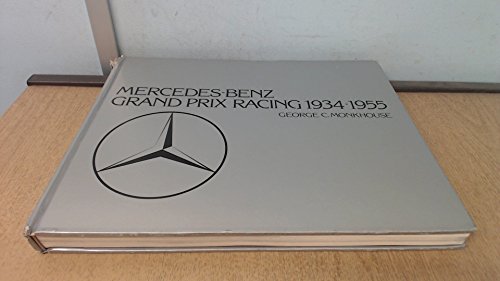 MERCEDES-BENZ
GRAND PRIX RACING 1934-1955
GEORGE C. MONKHOUSE